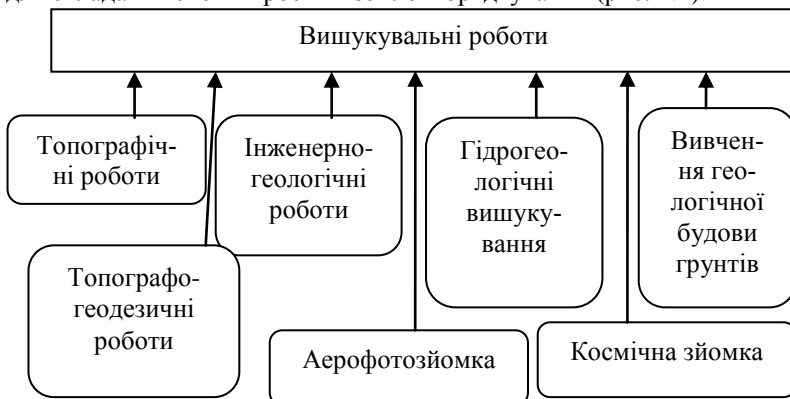 Вишукувальні роботи
Топографіч-
ні роботи
Інженерно-
геологічні
роботи
Гідрогео-
логічні
вишуку-
вання
Вивчен-
ня гео-
логічної
будови
грунтів
Топографо-
геодезичні
роботи
Аерофотозйомка
Космічна зйомка